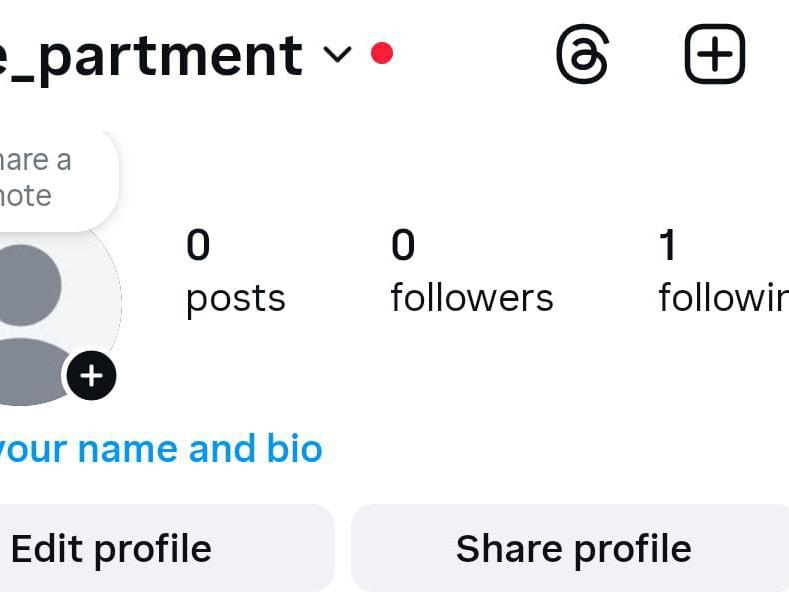 e_partment
hare a
note
0 0 1
posts followers followin
your name and bio
Edit profile Share profile